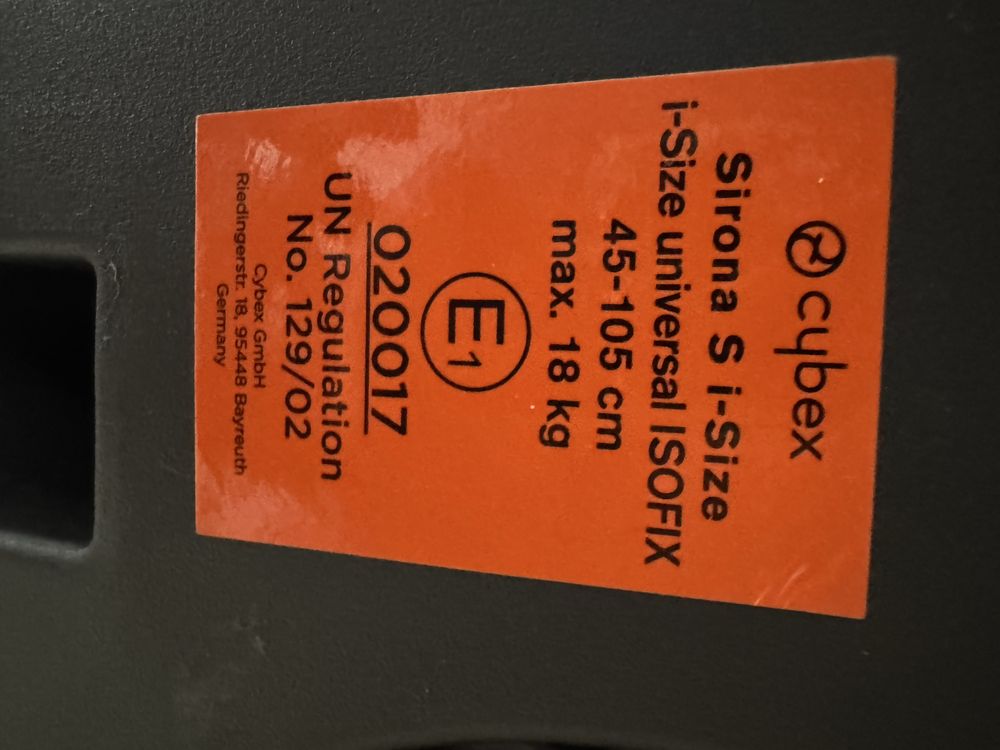 cybex
Sirona S i-Size
i-Size universal ISOFIX
45-105 cm
max. 18 kg
E1
020017
UN Regulation
No. 129/02
Cybex GmbH
Riedingerstr. 18, 95448 Bayreuth
Germany